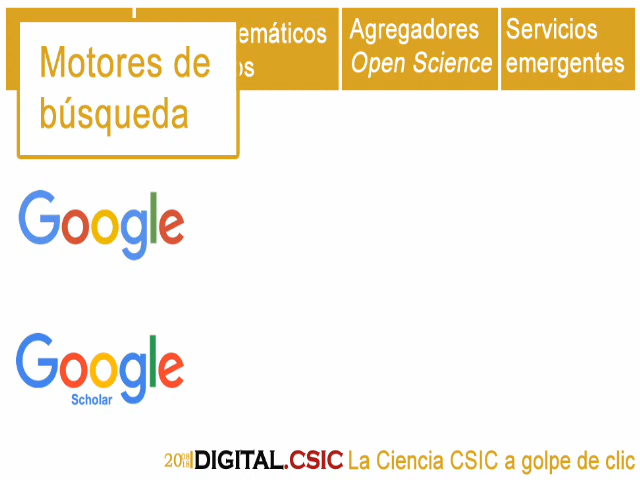 emáticos
os
Agregadores
Open Science
Servicios
emergentes
Motores de
búsqueda
Google
Google
Scholar
DIGITAL.CSIC La Ciencia CSIC a golpe de clic